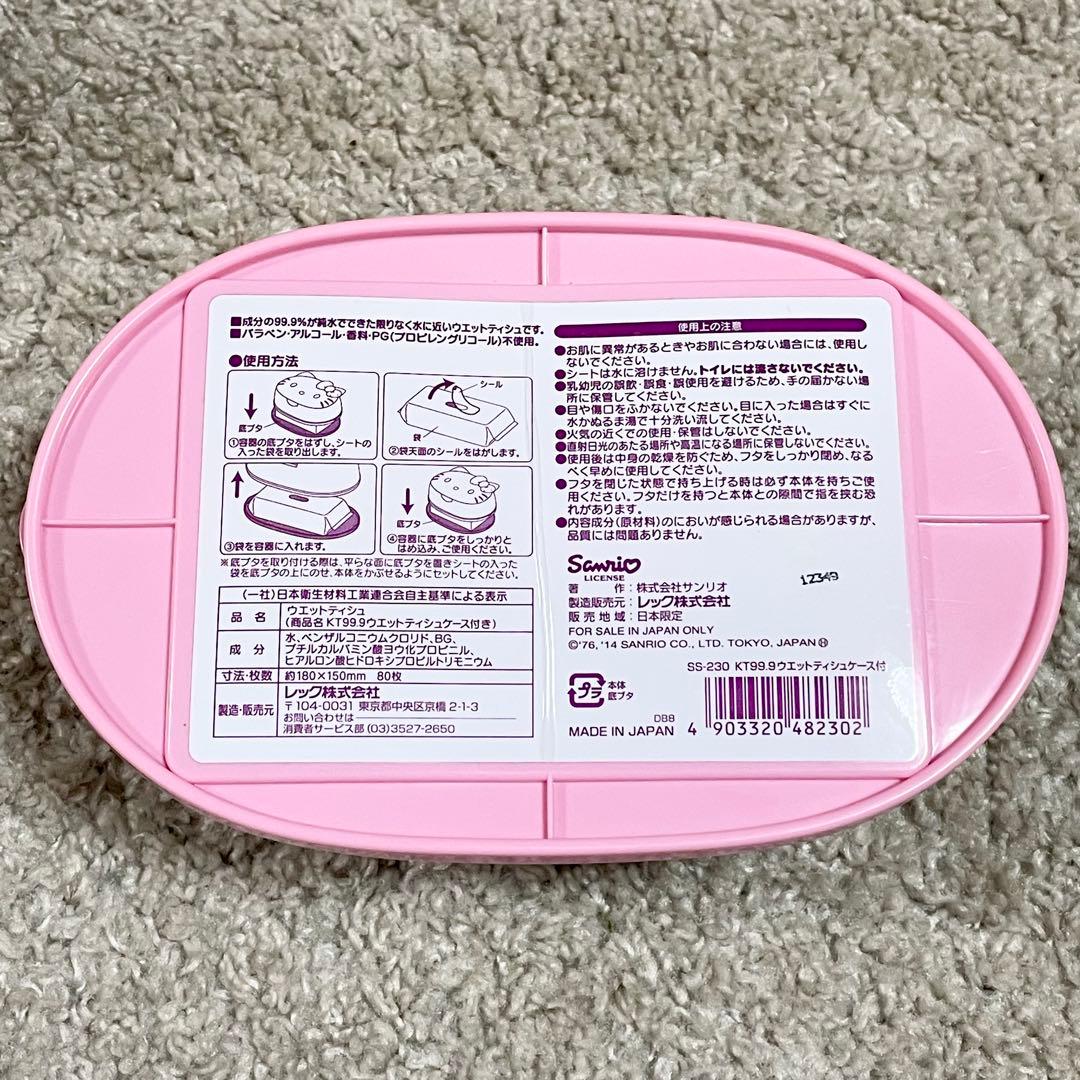 ■成分の99.9%が純水でできた限りなく水に近いウエットティシュです。
■パラベン・アルコール・香料・PG(プロピレングリコール)不使用。
●使用方法
底ブタ
①容器の底ブタをはずし、シートの
入った袋を取り出します。
シール
袋
②袋天面のシールをはがします。
③袋を容器に入れます。
底ブタ
④容器に底ブタをしっかりと
はめ込み、ご使用ください。
※底ブタを取り付ける際は、平らな面に底ブタを置きシートの入った
袋を底ブタの上にのせ、本体をかぶせるようにセットしてください。
(一社)日本衛生材料工業連合会自主基準による表示
品名 ウエットティシュ
(商品名 KT99.9ウエットティシュケース付き)
成分 水、ベンザルコニウムクロリド、BG、
ブチルカルバミン酸ヨウ化プロピニル、
ヒアルロン酸ヒドロキシプロピルトリモニウム
寸法・枚数 約180×150mm 80枚
製造・販売元 レック株式会社
〒104-0031 東京都中央区京橋2-1-3
お問い合わせは
消費者サービス部 (03)3527-2650
使用上の注意
●お肌に異常があるときやお肌に合わない場合には、使用し
ないでください。
●シートは水に溶けません。トイレには流さないでください。
●乳幼児の誤飲・誤食・誤使用を避けるため、手の届かない場
所に保管してください。
●目や傷口をふかないでください。目に入った場合はすぐに
水かぬるま湯で十分洗い流してください。
●火気の近くでの使用・保管はしないでください。
●直射日光のあたる場所や高温になる場所に保管しないでください。
●使用後は中身の乾燥を防ぐため、フタをしっかり閉め、なる
べく早めに使用してください。
●フタを閉じた状態で持ち上げる時は必ず本体を持ちご使
用ください。フタだけを持つと本体との隙間で指を挟む恐
れがあります。
●内容成分(原材料)のにおいが感じられる場合がありますが、
品質には問題ありません。
Sanrio
LICENSE
12349
著作:株式会社サンリオ
製造販売元:レック株式会社
販売地域:日本限定
FOR SALE IN JAPAN ONLY
©'76, '14 SANRIO CO., LTD. TOKYO, JAPAN Ⓗ
SS-230 KT99.9ウエットティシュケース付
プラ
本体
底ブタ
DB8
MADE IN JAPAN
4 903320 482302